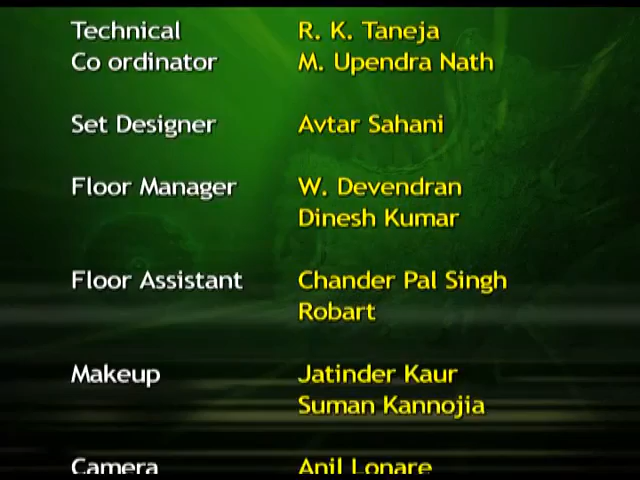 Technical R. K. Taneja
Co ordinator M. Upendra Nath
Set Designer Avtar Sahani
Floor Manager W. Devendran
Dinesh Kumar
Floor Assistant Chander Pal Singh
Robart
Makeup Jatinder Kaur
Suman Kannojia
Camera Anil Lonare